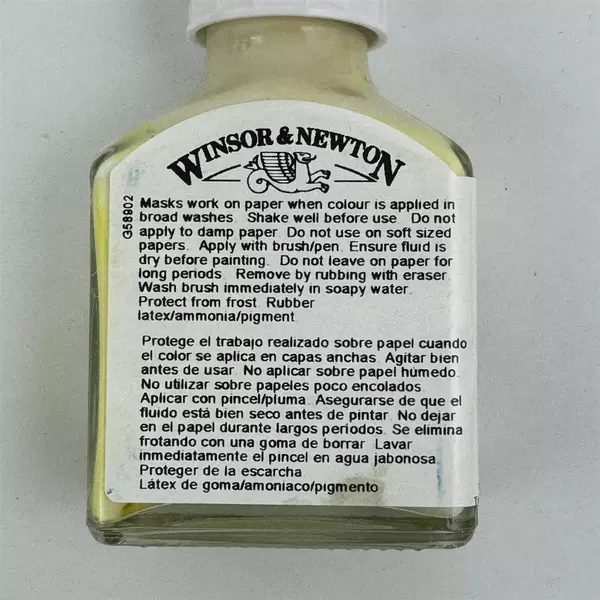 WINSOR & NEWTON
G58902
Masks work on paper when colour is applied in
broad washes. Shake well before use. Do not
apply to damp paper. Do not use on soft sized
papers. Apply with brush/pen. Ensure fluid is
dry before painting. Do not leave on paper for
long periods. Remove by rubbing with eraser.
Wash brush immediately in soapy water.
Protect from frost. Rubber
latex/ammonia/pigment.
Protege el trabajo realizado sobre papel cuando
el color se aplica en capas anchas. Agitar bien
antes de usar. No aplicar sobre papel húmedo.
No utilizar sobre papeles poco encolados.
Aplicar con pincel/pluma. Asegurarse de que el
fluido está bien seco antes de pintar. No dejar
en el papel durante largos periodos. Se elimina
frotando con una goma de borrar. Lavar
inmediatamente el pincel en agua jabonosa.
Proteger de la escarcha
Látex de goma/amoniaco/pigmento